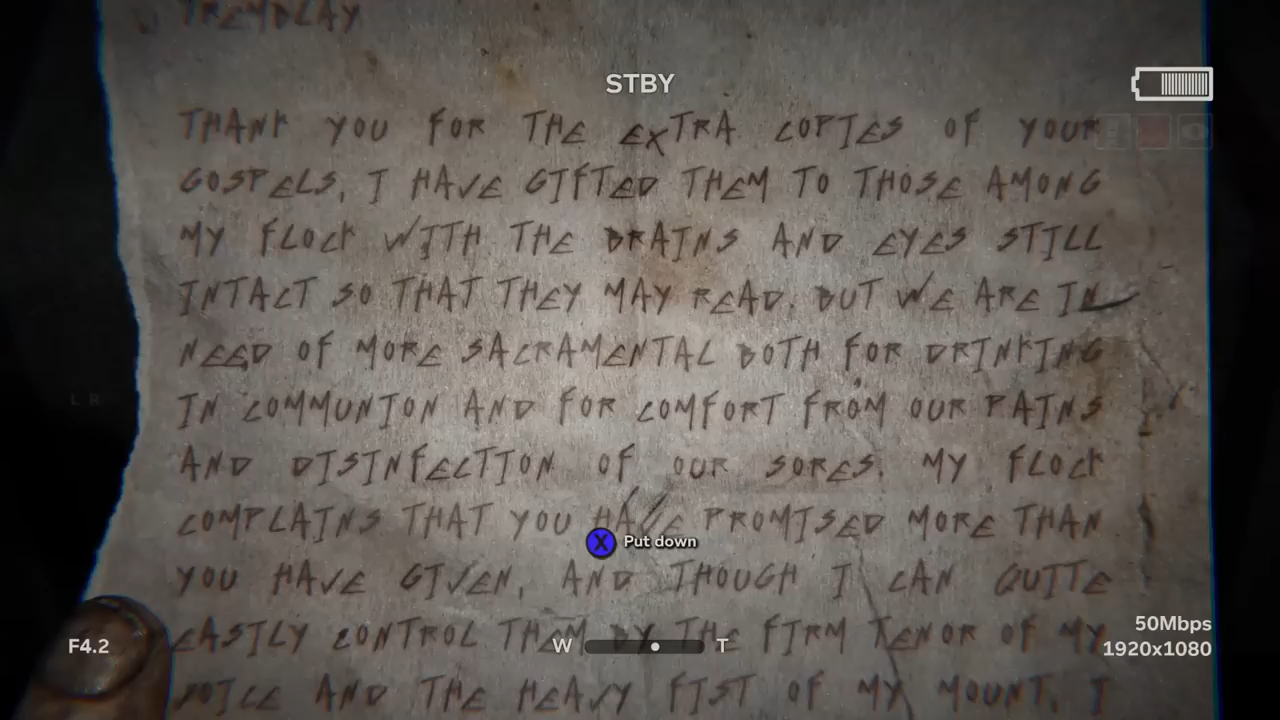 TREMBLAY
STBY
THANK YOU FOR THE EXTRA COPIES OF YOUR
GOSPELS, I HAVE GIFTED THEM TO THOSE AMONG
MY FLOCK WITH THE BRAINS AND EYES STILL
INTACT SO THAT THEY MAY READ. BUT WE ARE IN
NEED OF MORE SACRAMENTAL BOTH FOR DRINKING
IN COMMUNION AND FOR COMFORT FROM OUR PAINS
L R
AND DISINFECTION OF OUR SORES. MY FLOCK
COMPLAINS THAT YOU HAVE PROMISED MORE THAN
X Put down
YOU HAVE GIVEN, AND THOUGH I CAN QUITE
EASILY CONTROL THEM BY THE FIRM TENOR OF MY
50Mbps
F4.2
W T
1920x1080
VOICE AND THE HEAVY FIST OF MY MOUNT, I